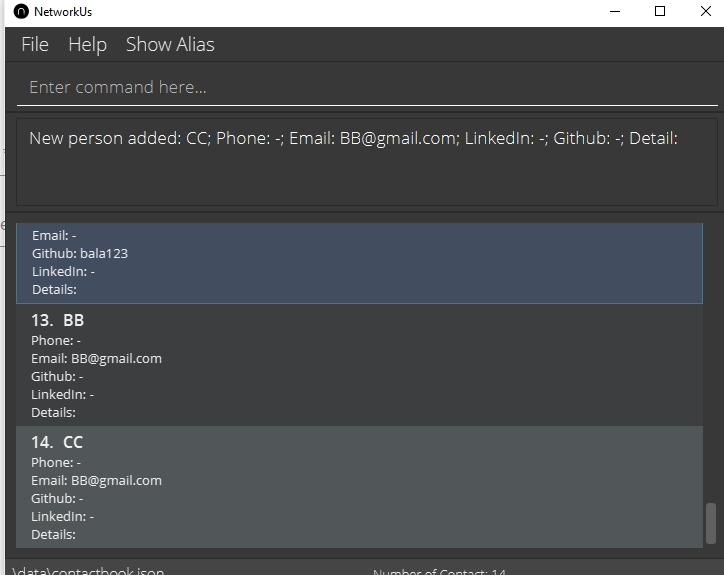 NetworkUs
File Help Show Alias
Enter command here...
New person added: CC; Phone: -; Email: BB@gmail.com; LinkedIn: -; Github: -; Detail:
Email: -
Github: bala123
LinkedIn: -
Details:
13. BB
Phone: -
Email: BB@gmail.com
Github: -
LinkedIn: -
Details:
14. CC
Phone: -
Email: BB@gmail.com
Github: -
LinkedIn: -
Details:
\data\contactbook.json
Number of Contact: 14